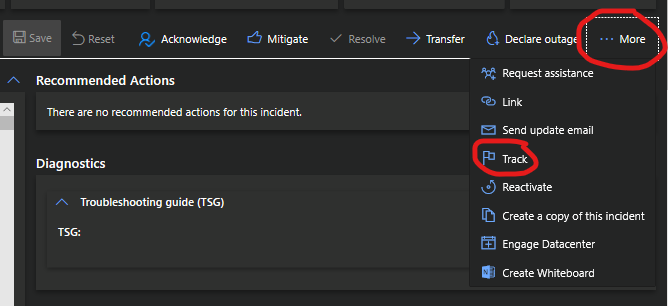 Save Reset Acknowledge Mitigate Resolve Transfer Declare outage ··· More
Recommended Actions
There are no recommended actions for this incident.
Diagnostics
Troubleshooting guide (TSG)
TSG:
Request assistance
Link
Send update email
Track
Reactivate
Create a copy of this incident
Engage Datacenter
Create Whiteboard